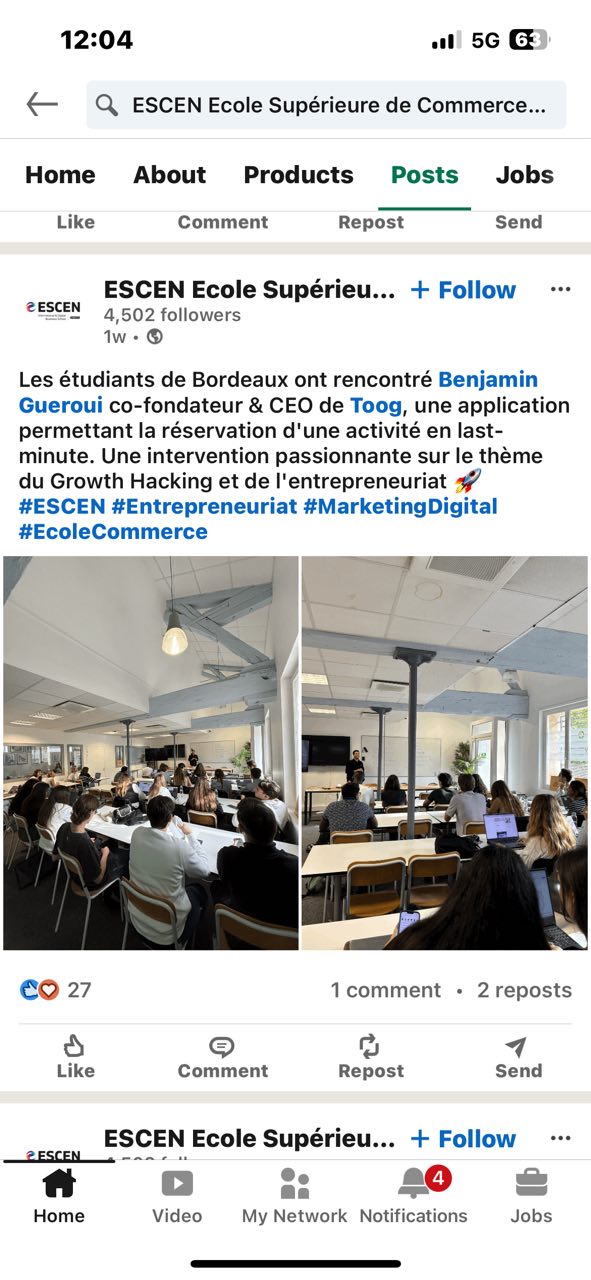 12:04
5G 63
ESCEN Ecole Supérieure de Commerce...
Home About Products Posts Jobs
Like Comment Repost Send
ESCEN
ESCEN Ecole Supérieu... + Follow
4,502 followers
1w •
Les étudiants de Bordeaux ont rencontré Benjamin
Gueroui co-fondateur & CEO de Toog, une application
permettant la réservation d'une activité en last-
minute. Une intervention passionnante sur le thème
du Growth Hacking et de l'entrepreneuriat 🚀
#ESCEN #Entrepreneuriat #MarketingDigital
#EcoleCommerce
27
1 comment • 2 reposts
Like Comment Repost Send
ESCEN Ecole Supérieu... + Follow
ESCEN
4
Home Video My Network Notifications Jobs